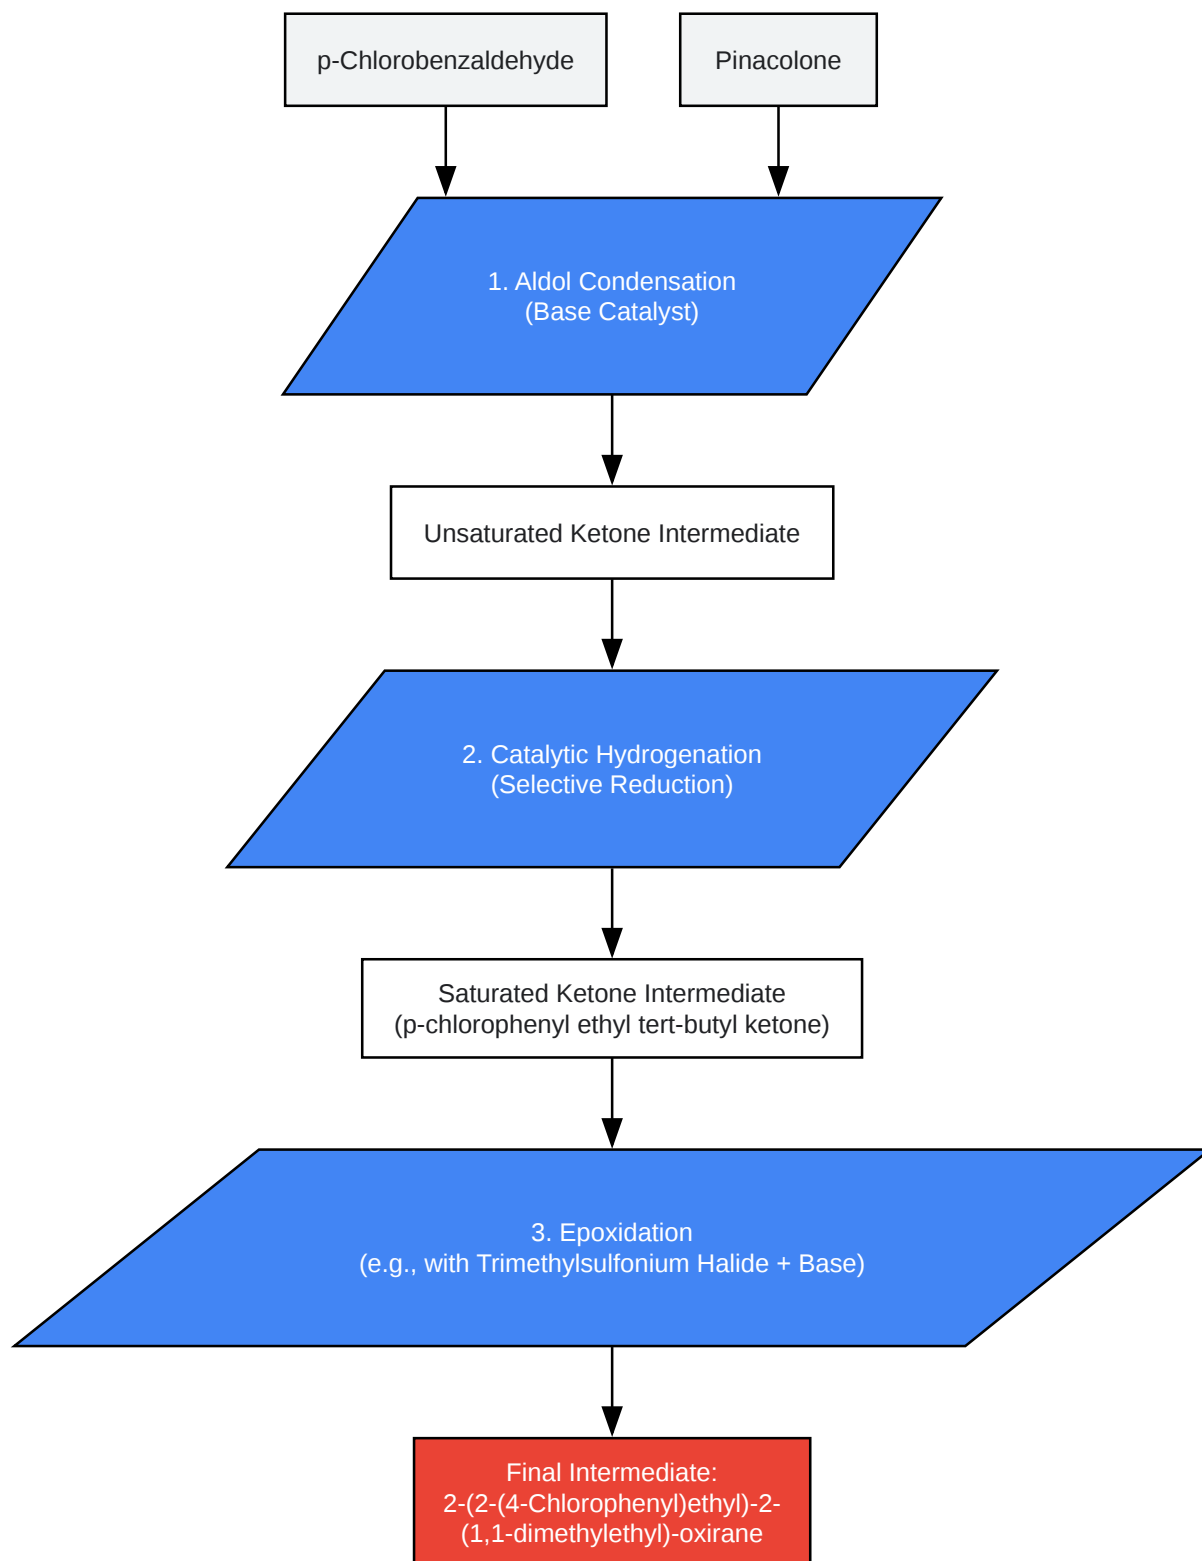 p-Chlorobenzaldehyde
Pinacolone
1. Aldol Condensation
(Base Catalyst)
Unsaturated Ketone Intermediate
2. Catalytic Hydrogenation
(Selective Reduction)
Saturated Ketone Intermediate
(p-chlorophenyl ethyl tert-butyl ketone)
3. Epoxidation
(e.g., with Trimethylsulfonium Halide + Base)
Final Intermediate:
2-(2-(4-Chlorophenyl)ethyl)-2-
(1,1-dimethylethyl)-oxirane